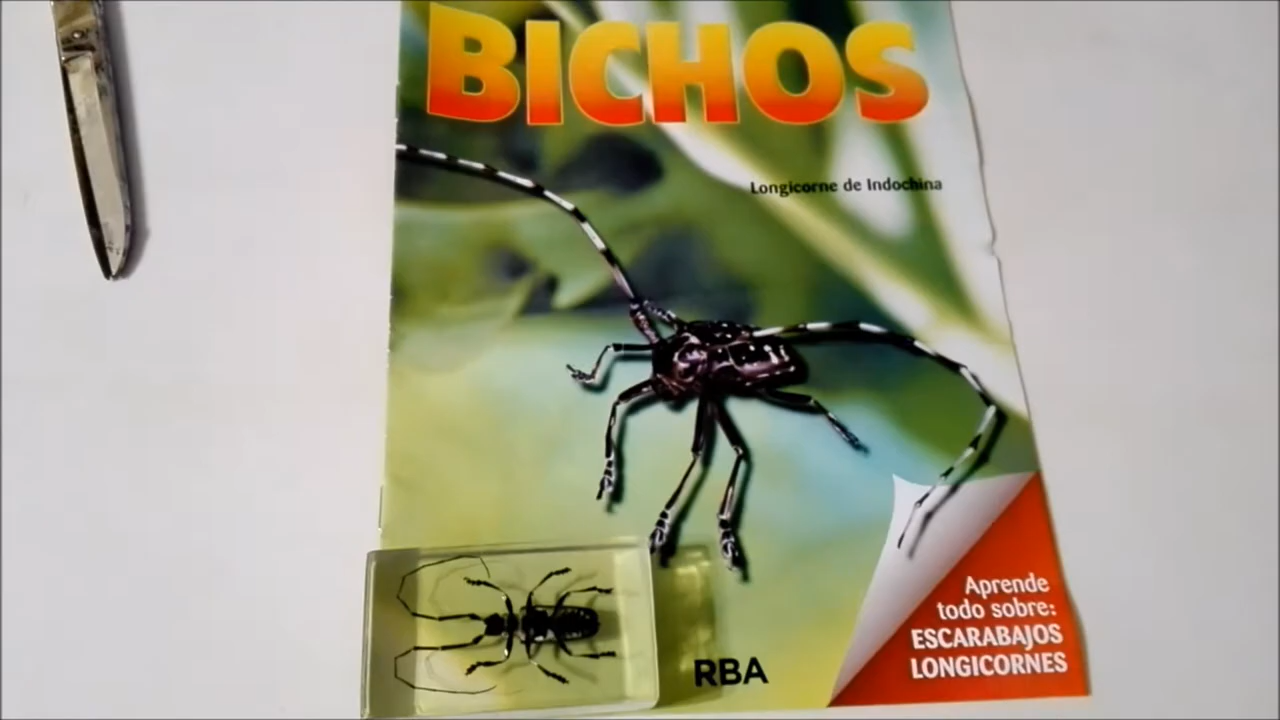 BICHOS
Longicorne de Indochina
Aprende
todo sobre:
ESCARABAJOS
LONGICORNES
RBA